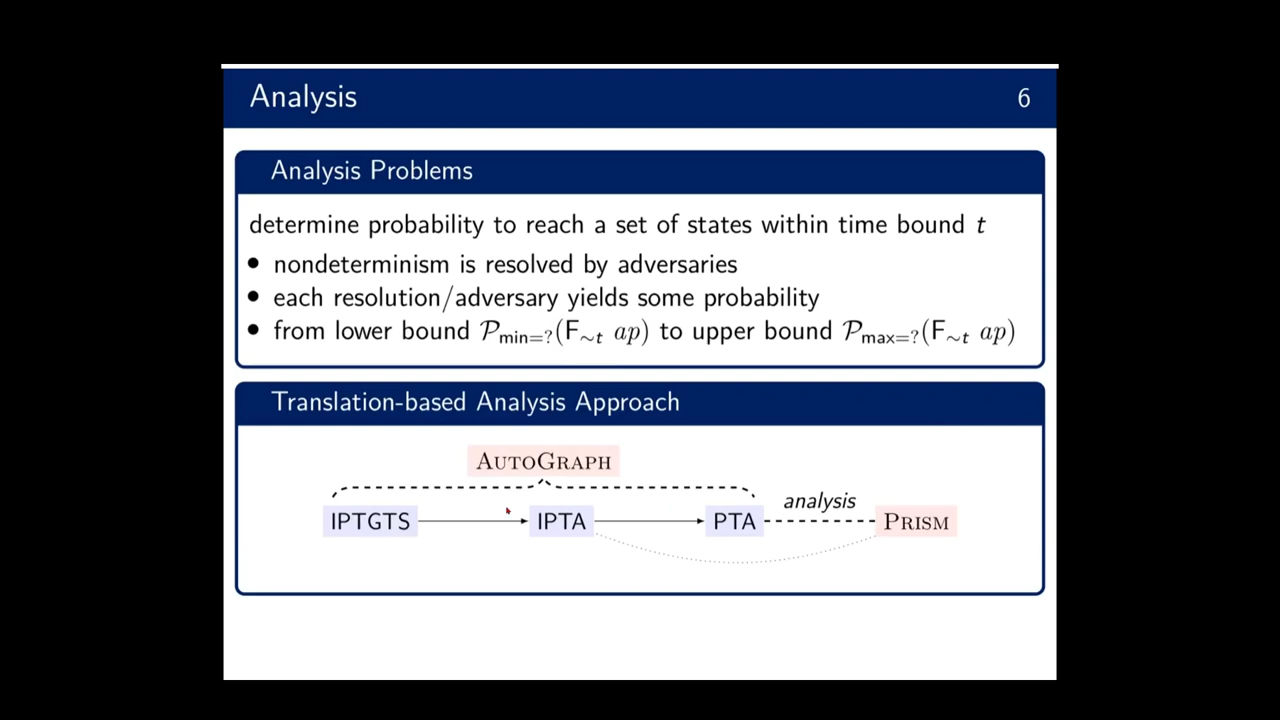 Analysis 6
Analysis Problems
determine probability to reach a set of states within time bound t
• nondeterminism is resolved by adversaries
• each resolution/adversary yields some probability
• from lower bound 𝒫min=?(F∼t ap) to upper bound 𝒫max=?(F∼t ap)
Translation-based Analysis Approach
AUTOGRAPH
analysis
IPTGTS IPTA PTA PRISM